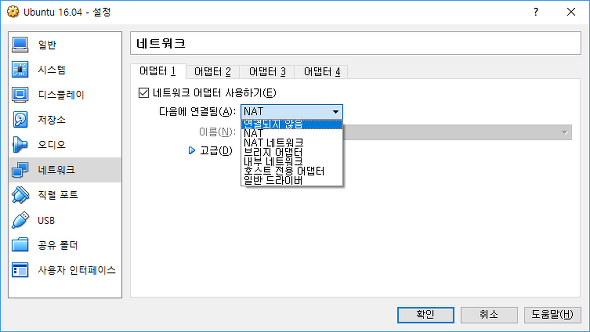 Ubuntu 16.04 - 설정
일반
시스템
디스플레이
저장소
오디오
네트워크
직렬 포트
USB
공유 폴더
사용자 인터페이스
네트워크
어댑터 1 어댑터 2 어댑터 3 어댑터 4
네트워크 어댑터 사용하기(E)
다음에 연결됨(A): NAT
이름(N):
고급(D)
연결되지 않음
NAT
NAT 네트워크
브리지 어댑터
내부 네트워크
호스트 전용 어댑터
일반 드라이버
확인 취소 도움말(H)